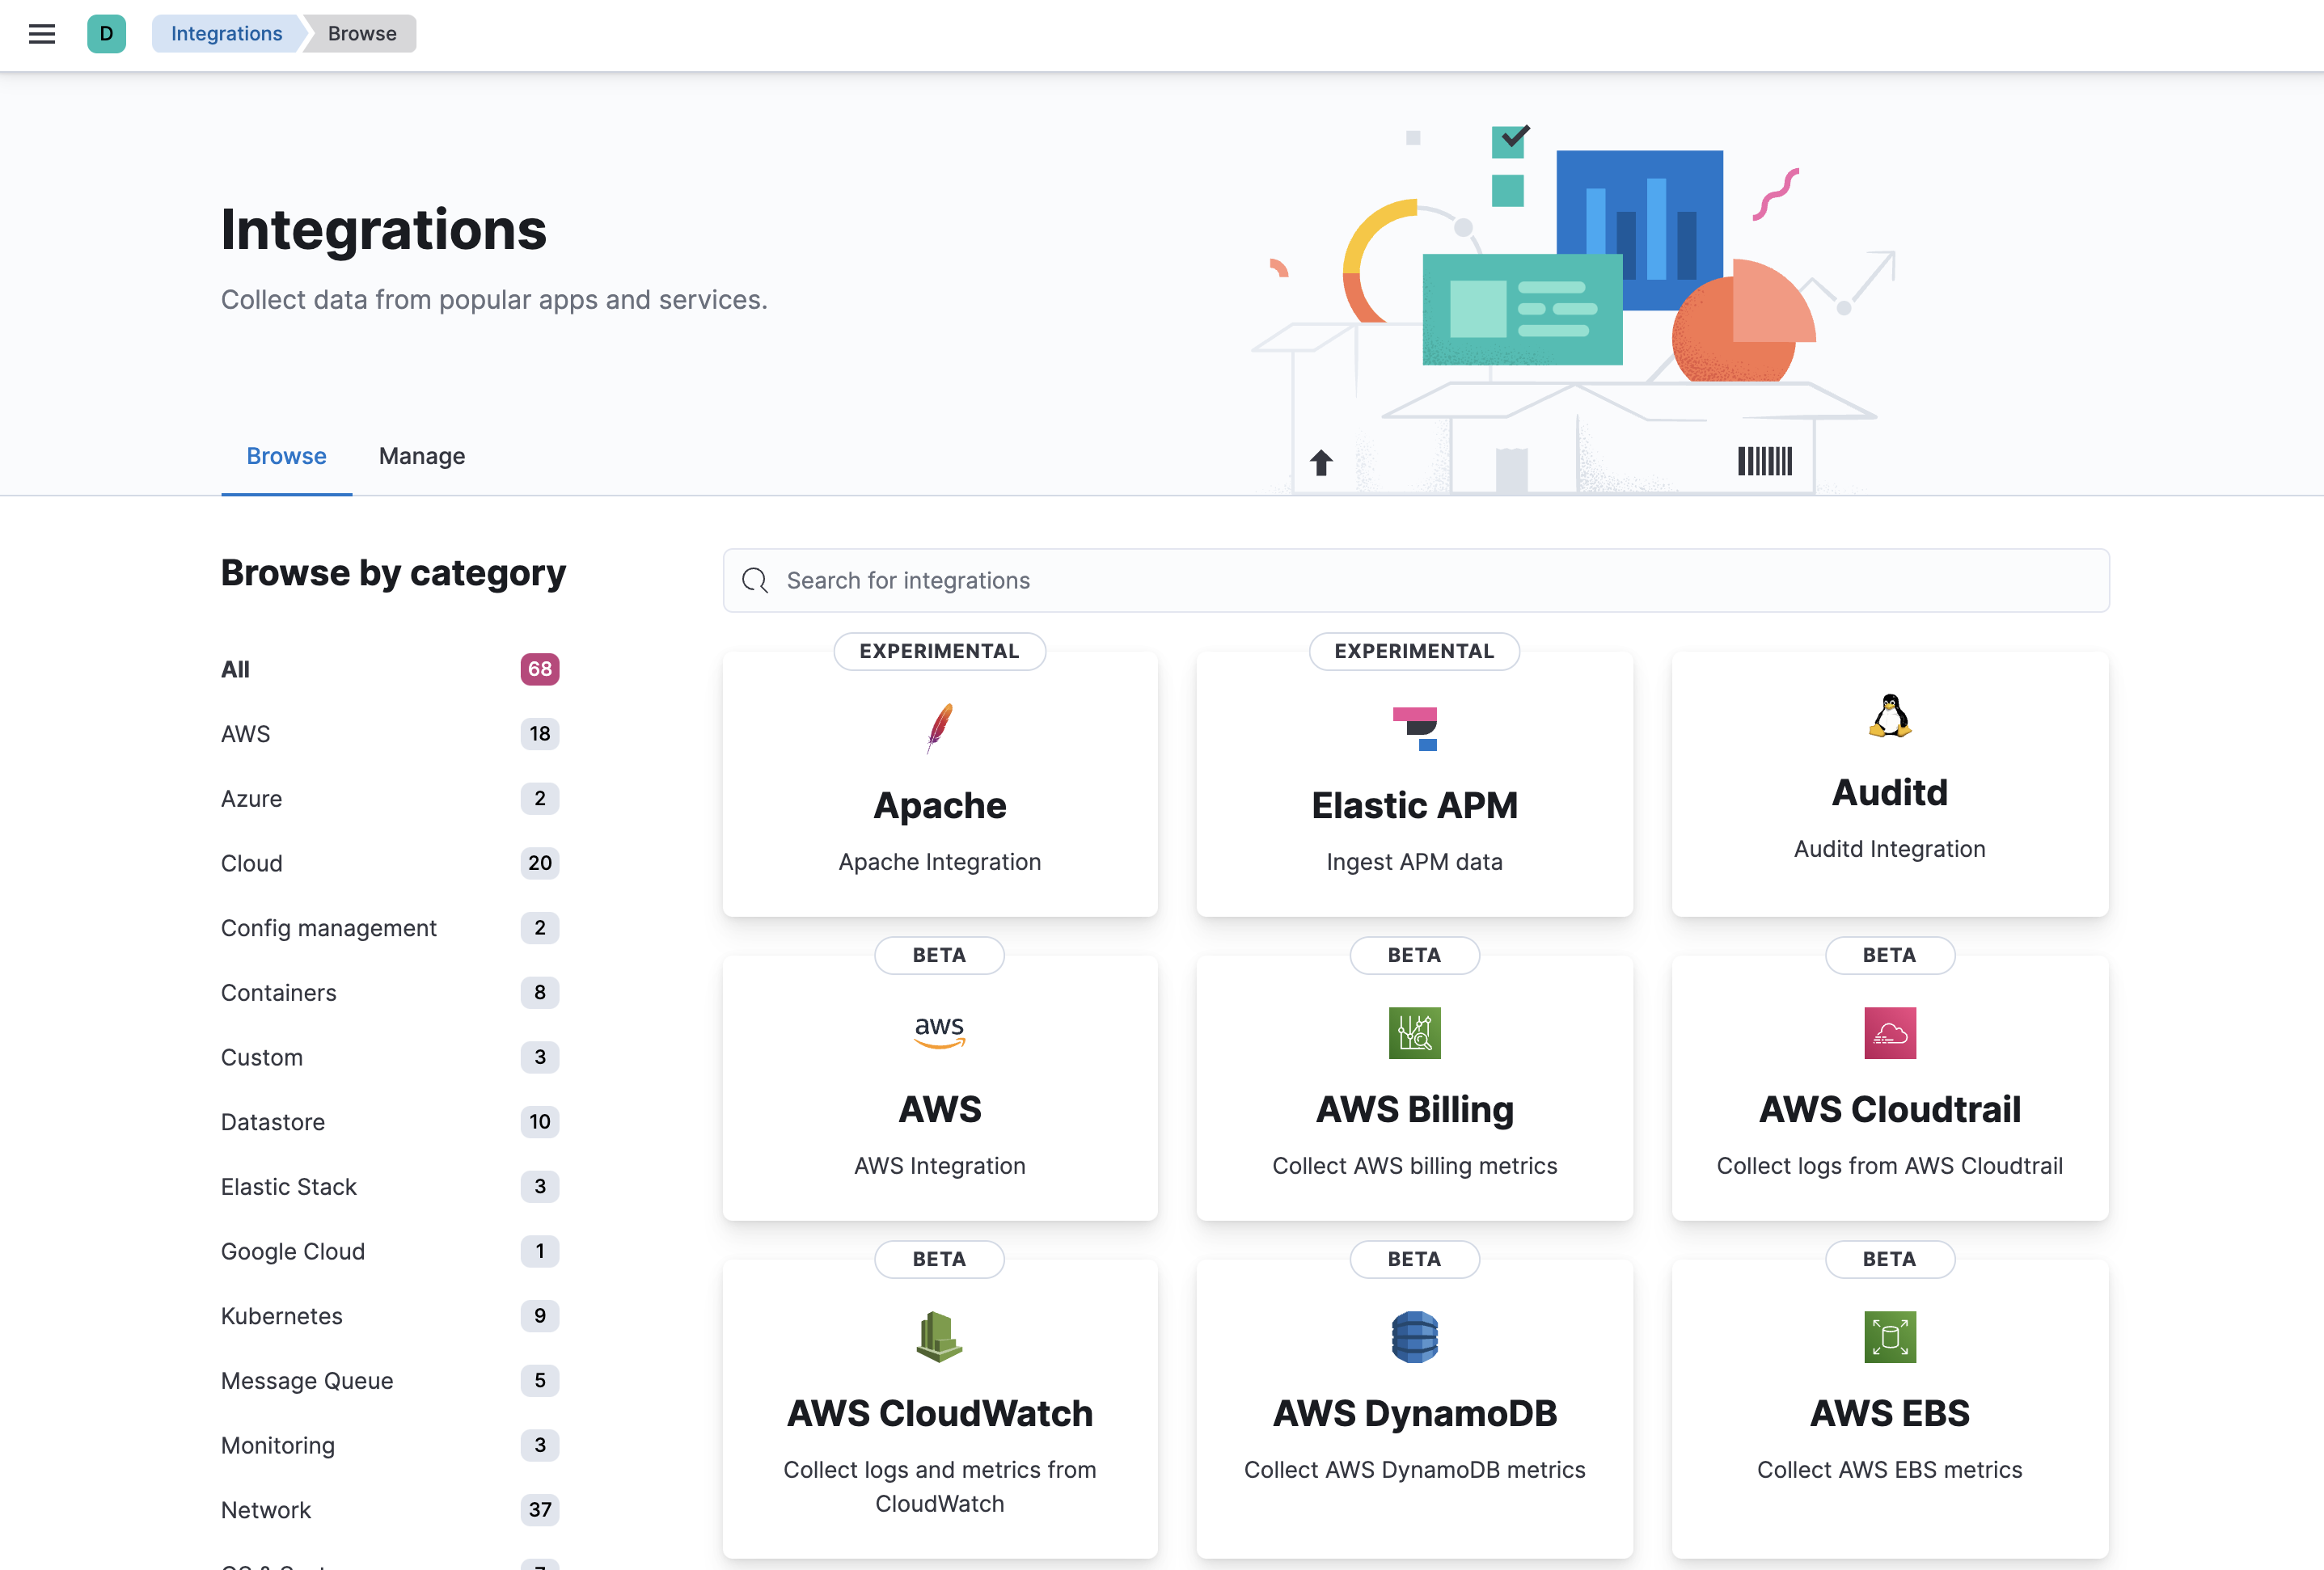 D
Integrations
Browse
Integrations
Collect data from popular apps and services.
Browse
Manage
Browse by category
All 68
AWS 18
Azure 2
Cloud 20
Config management 2
Containers 8
Custom 3
Datastore 10
Elastic Stack 3
Google Cloud 1
Kubernetes 9
Message Queue 5
Monitoring 3
Network 37
Search for integrations
EXPERIMENTAL
Apache
Apache Integration
EXPERIMENTAL
Elastic APM
Ingest APM data
Auditd
Auditd Integration
BETA
aws
AWS
AWS Integration
BETA
AWS Billing
Collect AWS billing metrics
BETA
AWS Cloudtrail
Collect logs from AWS Cloudtrail
BETA
AWS CloudWatch
Collect logs and metrics from
CloudWatch
BETA
AWS DynamoDB
Collect AWS DynamoDB metrics
BETA
AWS EBS
Collect AWS EBS metrics